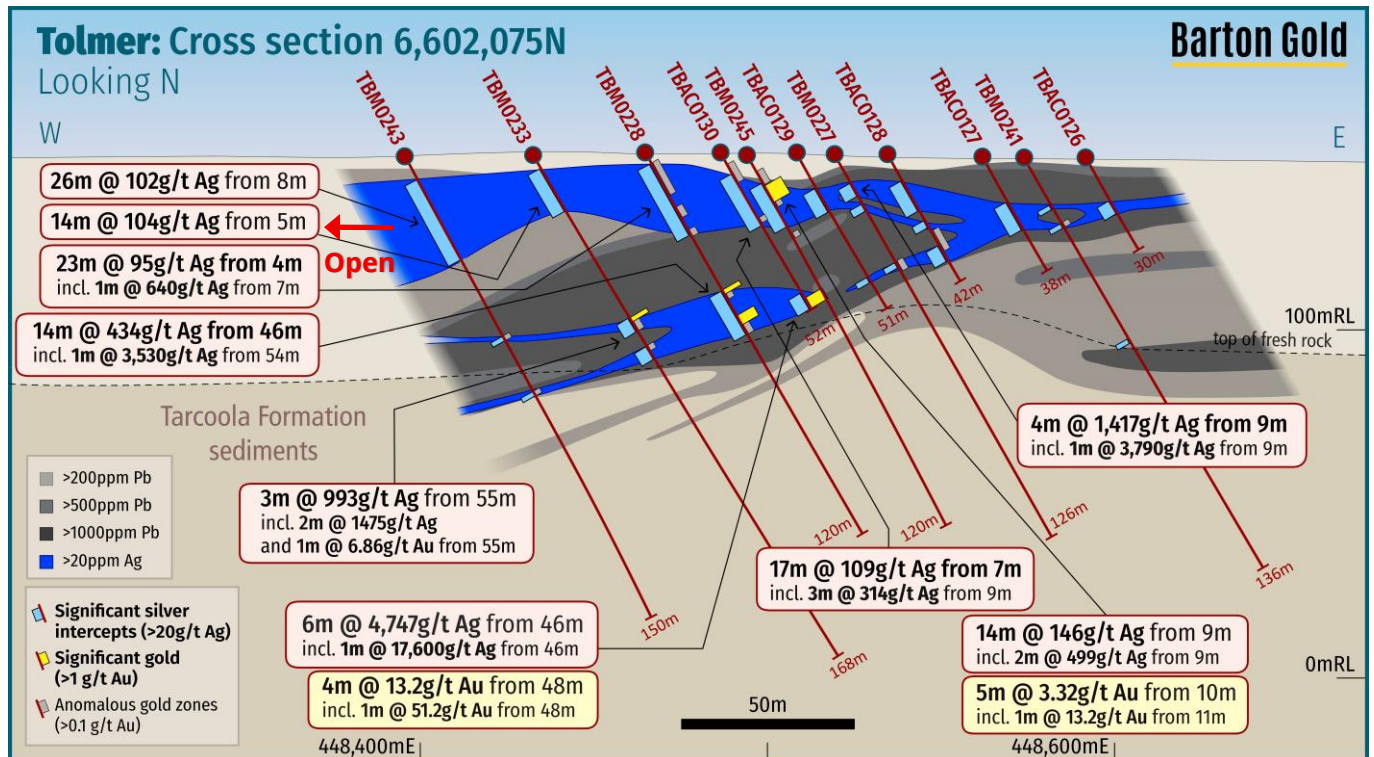 Tolmer: Cross section 6,602,075N
Looking N
Barton Gold
W
E
TBM0243
TBM0233
TBM0228
TBAC0130
TBM0245
TBAC0129
TBM0227
TBAC0128
TBAC0127
TBM0241
TBAC0126
26m @ 102g/t Ag from 8m
14m @ 104g/t Ag from 5m
Open
23m @ 95g/t Ag from 4m
incl. 1m @ 640g/t Ag from 7m
14m @ 434g/t Ag from 46m
incl. 1m @ 3,530g/t Ag from 54m
30m
38m
42m
51m
52m
100mRL
top of fresh rock
Tarcoola Formation
sediments
4m @ 1,417g/t Ag from 9m
incl. 1m @ 3,790g/t Ag from 9m
>200ppm Pb
>500ppm Pb
>1000ppm Pb
>20ppm Ag
3m @ 993g/t Ag from 55m
incl. 2m @ 1475g/t Ag
and 1m @ 6.86g/t Au from 55m
120m
120m
126m
136m
150m
168m
17m @ 109g/t Ag from 7m
incl. 3m @ 314g/t Ag from 9m
Significant silver
intercepts (>20g/t Ag)
Significant gold
(>1 g/t Au)
Anomalous gold zones
(>0.1 g/t Au)
6m @ 4,747g/t Ag from 46m
incl. 1m @ 17,600g/t Ag from 46m
4m @ 13.2g/t Au from 48m
incl. 1m @ 51.2g/t Au from 48m
14m @ 146g/t Ag from 9m
incl. 2m @ 499g/t Ag from 9m
5m @ 3.32g/t Au from 10m
incl. 1m @ 13.2g/t Au from 11m
0mRL
50m
448,400mE
448,600mE